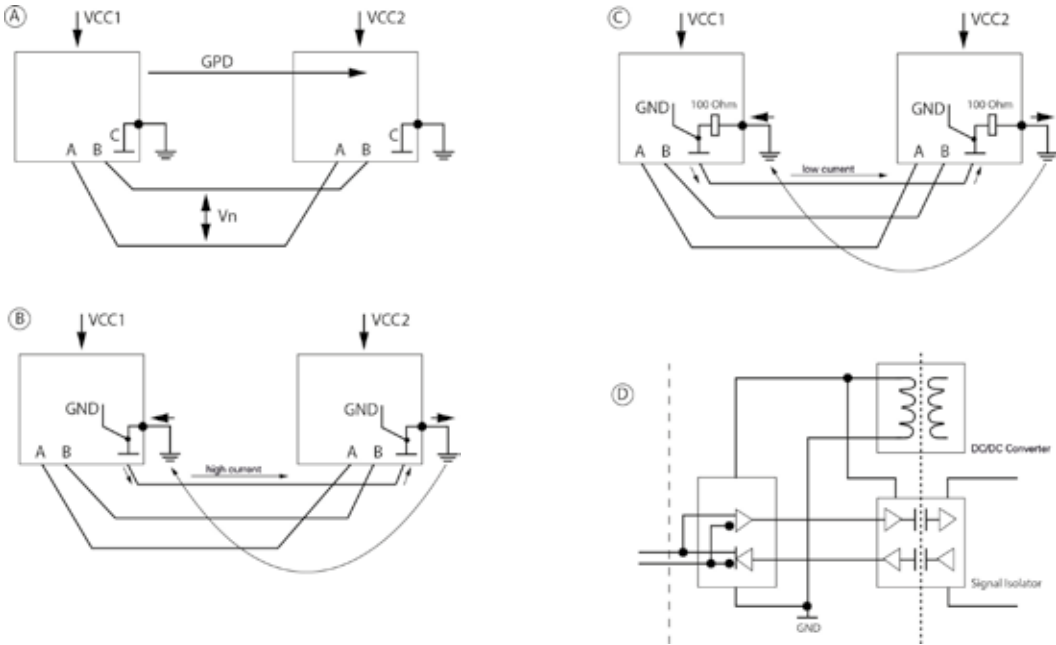 A
VCC1
VCC2
GPD
C
C
A B
A B
Vn
B
VCC1
VCC2
GND
GND
A B
A B
high current
C
VCC1
VCC2
GND
100 Ohm
GND
100 Ohm
A B
A B
low current
D
DC/DC Converter
Signal Isolator
GND